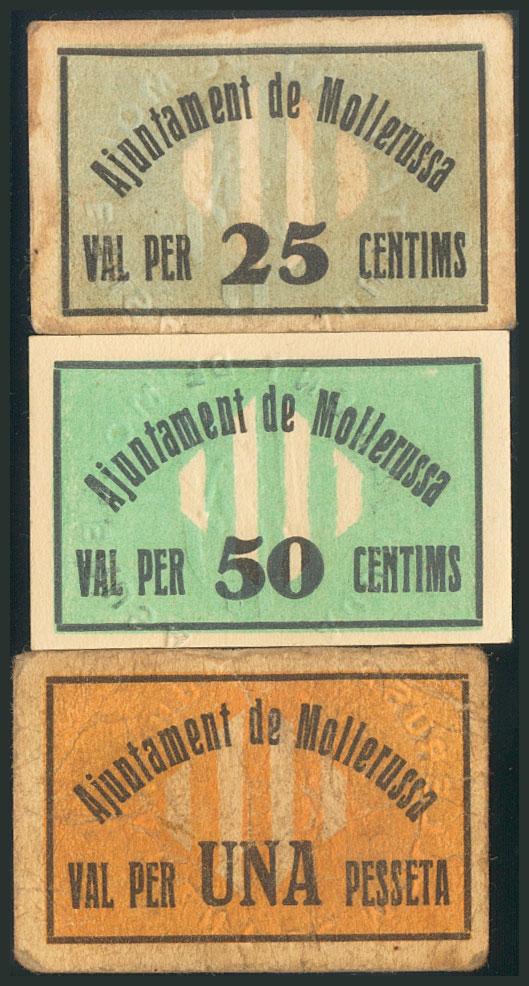 Ajuntament de Mollerussa
VAL PER 25 CENTIMS
Ajuntament de Mollerussa
VAL PER 50 CENTIMS
Ajuntament de Mollerussa
VAL PER UNA PESSETA